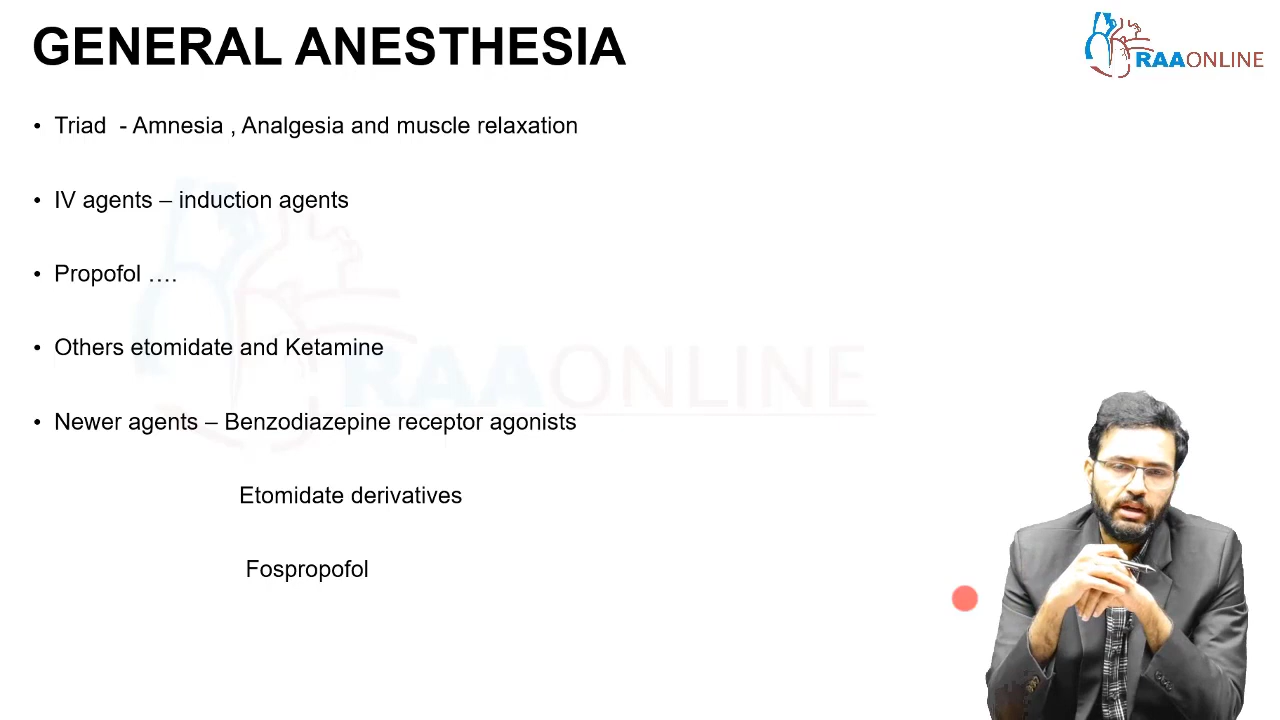 GENERAL ANESTHESIA
RAAONLINE
• Triad - Amnesia , Analgesia and muscle relaxation
• IV agents – induction agents
• Propofol ....
• Others etomidate and Ketamine
RAAONLINE
• Newer agents – Benzodiazepine receptor agonists
Etomidate derivatives
Fospropofol